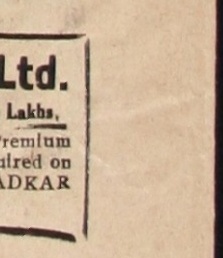 Ltd.
Lakhs,
Premium
uired on
ADKAR